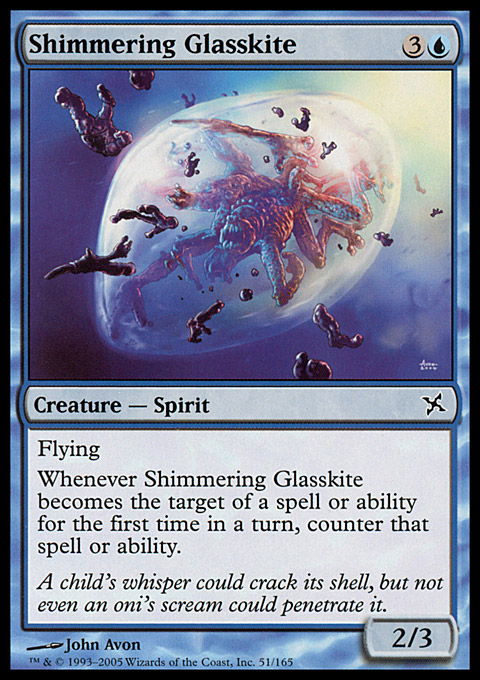 Shimmering Glasskite 3
Creature — Spirit
Flying
Whenever Shimmering Glasskite
becomes the target of a spell or ability
for the first time in a turn, counter that
spell or ability.
A child's whisper could crack its shell, but not
even an oni's scream could penetrate it.
John Avon
2/3
™ & © 1993–2005 Wizards of the Coast, Inc. 51/165